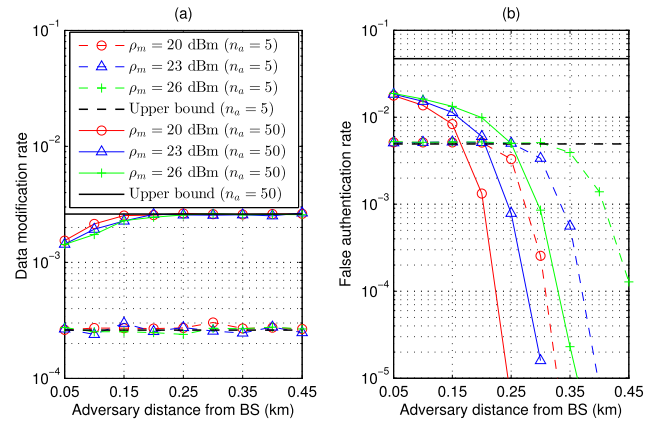 (a)
10⁻¹
10⁻²
10⁻³
10⁻⁴
Data modification rate
ρₘ = 20 dBm (nₐ = 5)
ρₘ = 23 dBm (nₐ = 5)
ρₘ = 26 dBm (nₐ = 5)
Upper bound (nₐ = 5)
ρₘ = 20 dBm (nₐ = 50)
ρₘ = 23 dBm (nₐ = 50)
ρₘ = 26 dBm (nₐ = 50)
Upper bound (nₐ = 50)
0.05 0.15 0.25 0.35 0.45
Adversary distance from BS (km)
(b)
10⁻¹
10⁻²
10⁻³
10⁻⁴
10⁻⁵
False authentication rate
0.05 0.15 0.25 0.35 0.45
Adversary distance from BS (km)